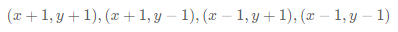 (x + 1, y + 1), (x + 1, y − 1), (x − 1, y + 1), (x − 1, y − 1)